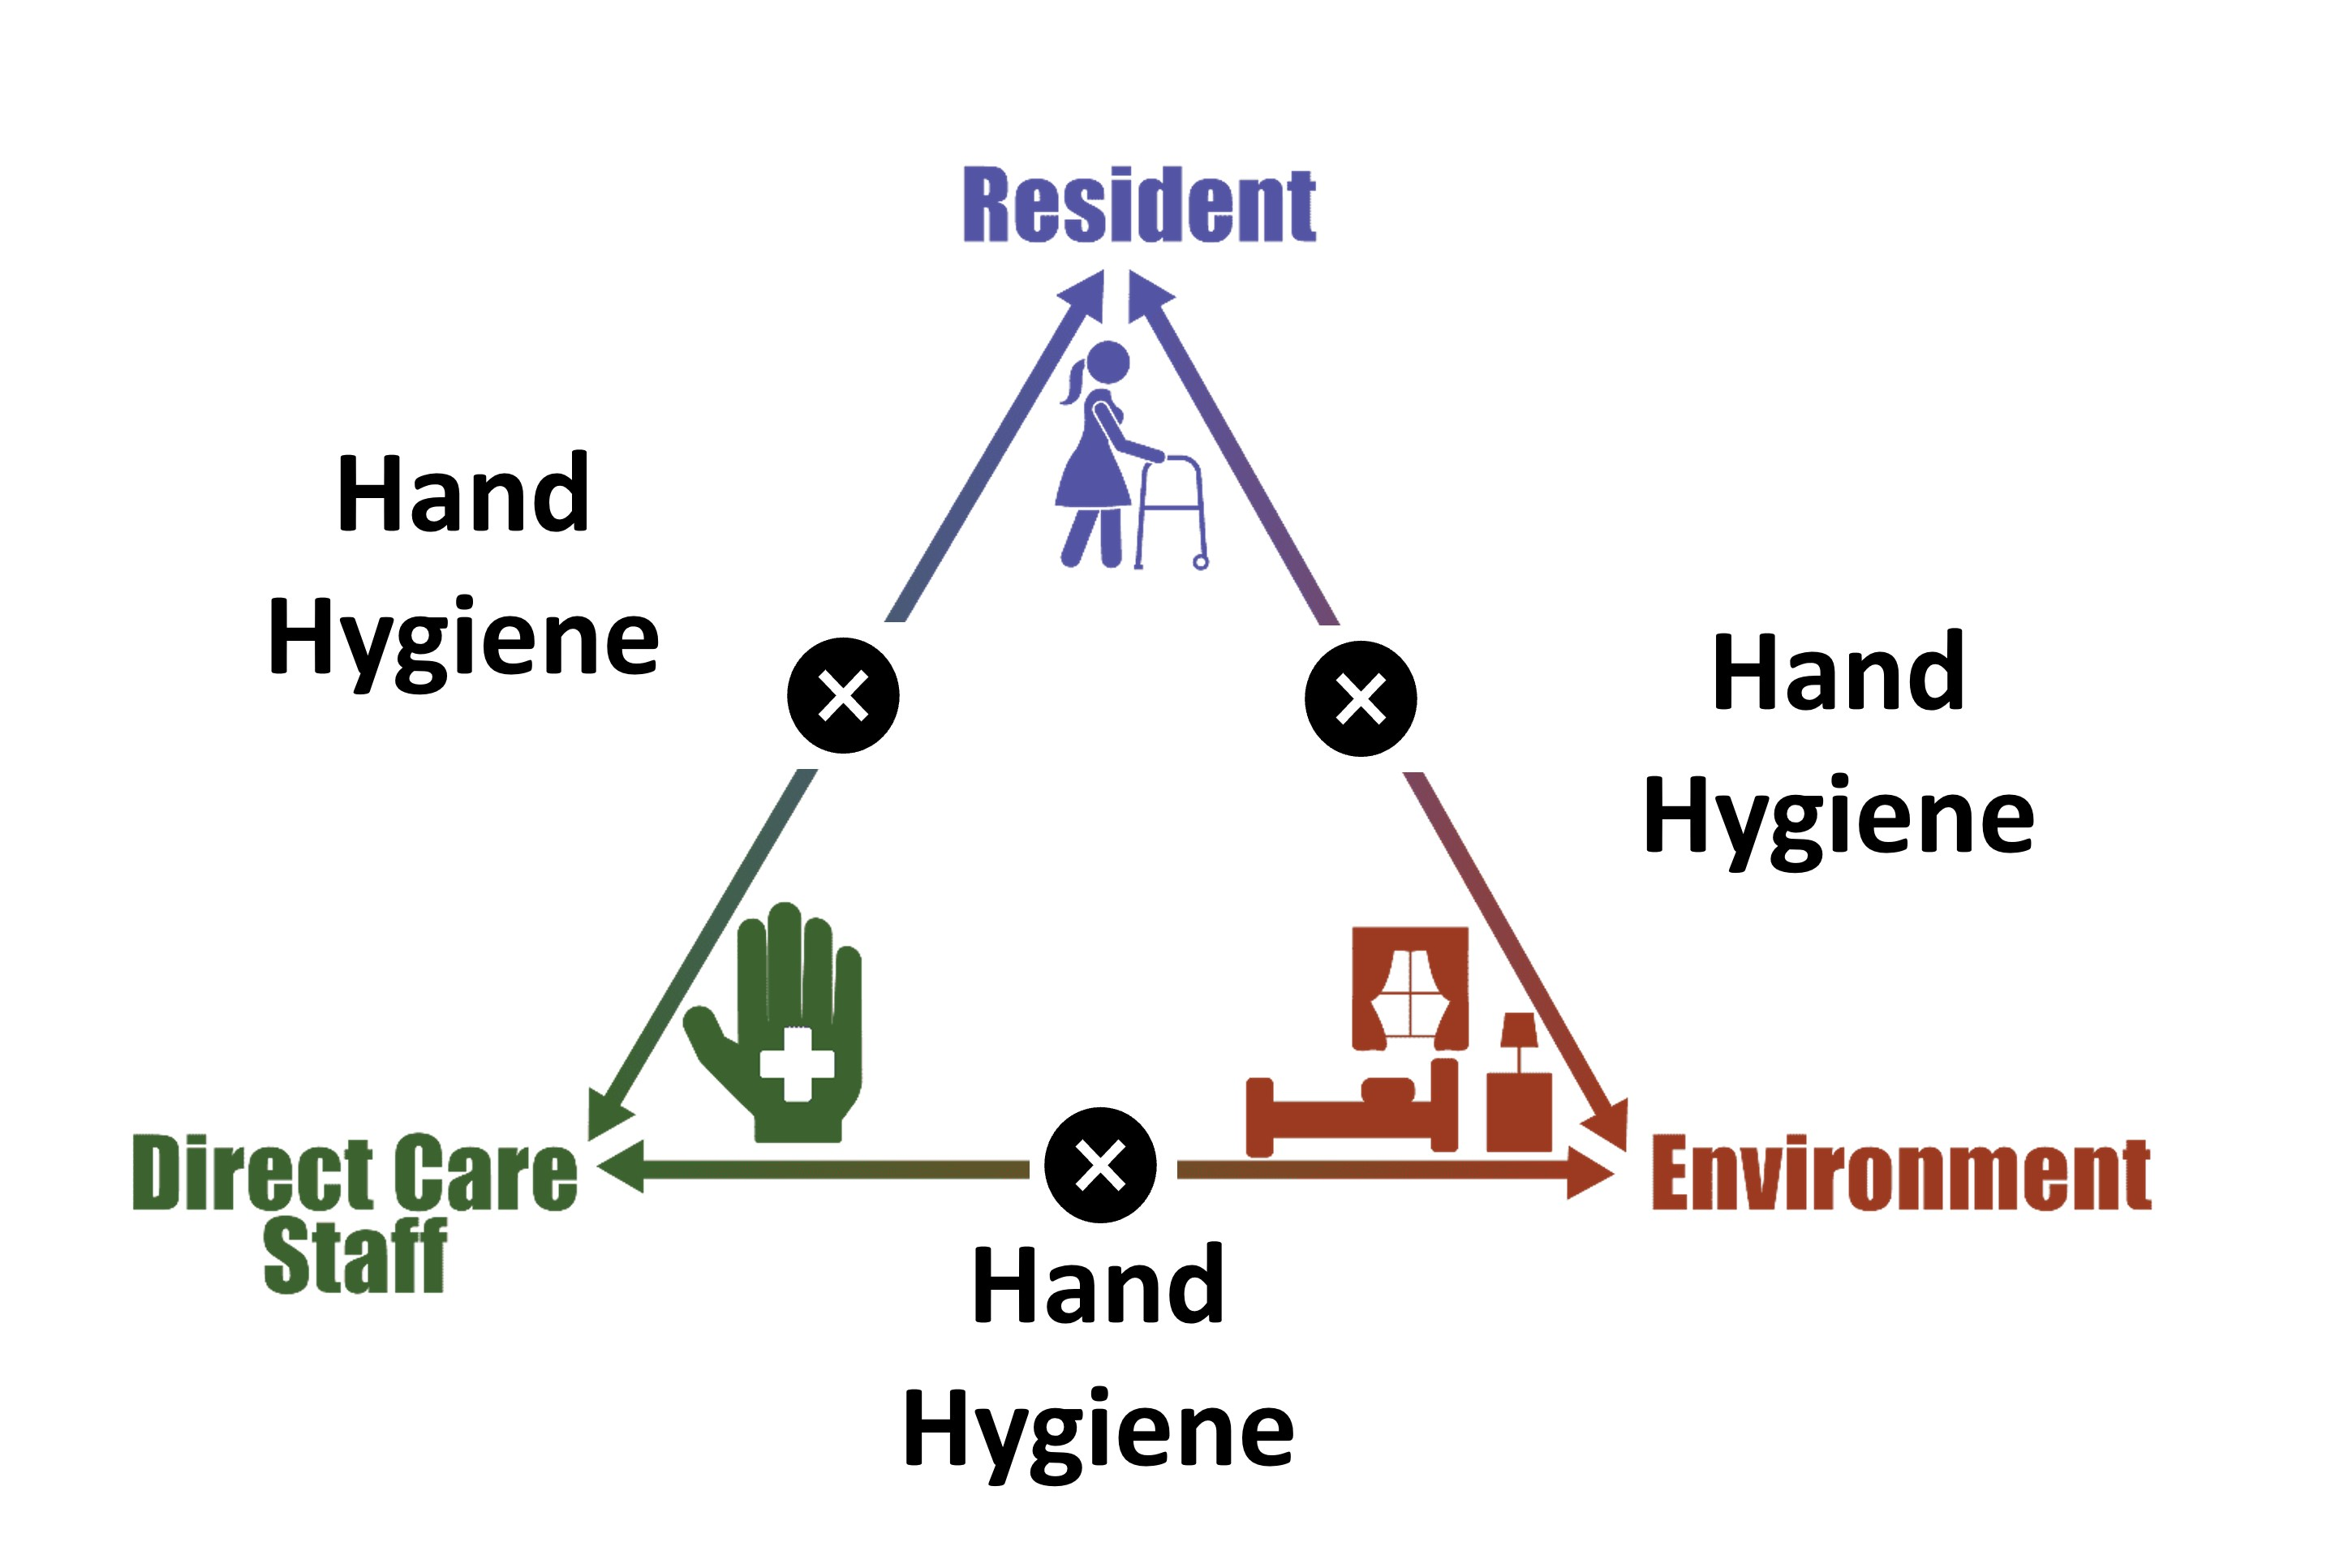 Resident
Hand
Hygiene
Hand
Hygiene
Direct Care
Staff
Environment
Hand
Hygiene